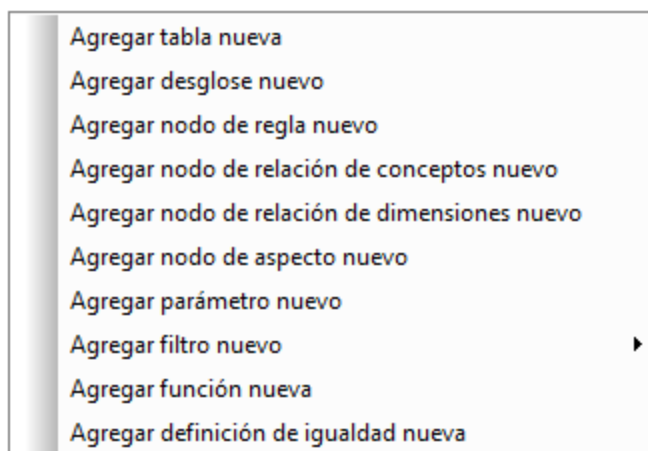 Agregar tabla nueva
Agregar desglose nuevo
Agregar nodo de regla nuevo
Agregar nodo de relación de conceptos nuevo
Agregar nodo de relación de dimensiones nuevo
Agregar nodo de aspecto nuevo
Agregar parámetro nuevo
Agregar filtro nuevo
Agregar función nueva
Agregar definición de igualdad nueva